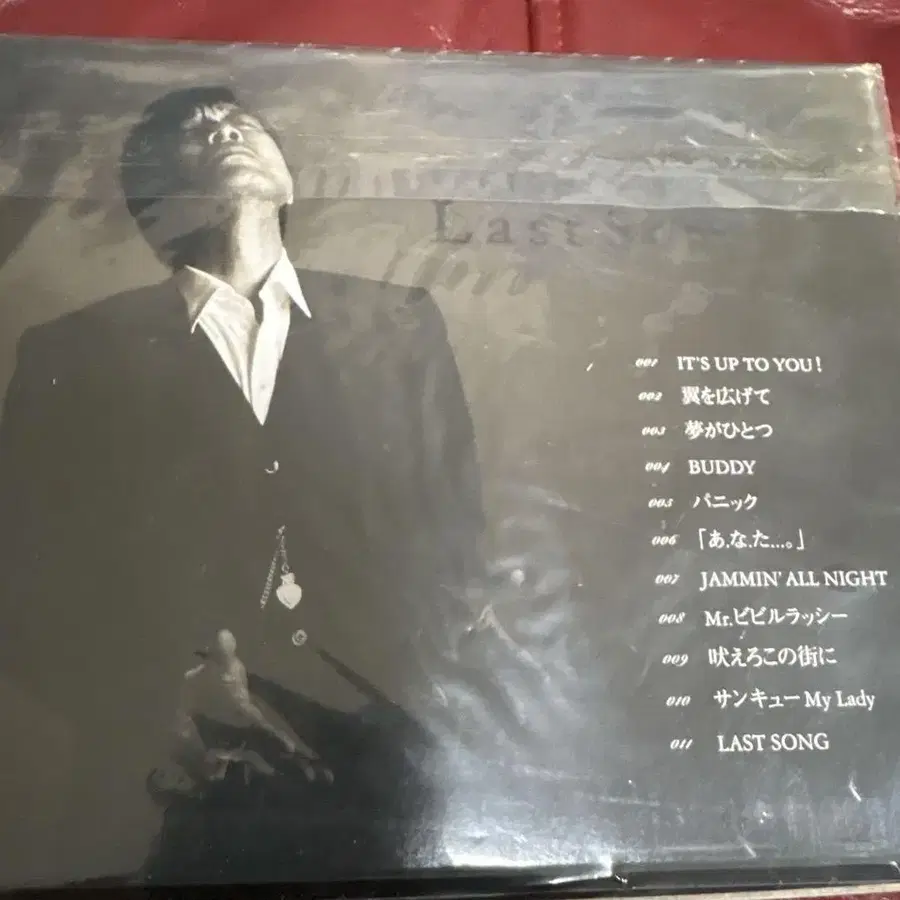 Last So
001 IT'S UP TO YOU!
002 翼を広げて
003 夢がひとつ
004 BUDDY
005 パニック
006 「あ.な.た...。」
007 JAMMIN' ALL NIGHT
008 Mr.ビビルラッシー
009 吠えろこの街に
010 サンキュー My Lady
011 LAST SONG